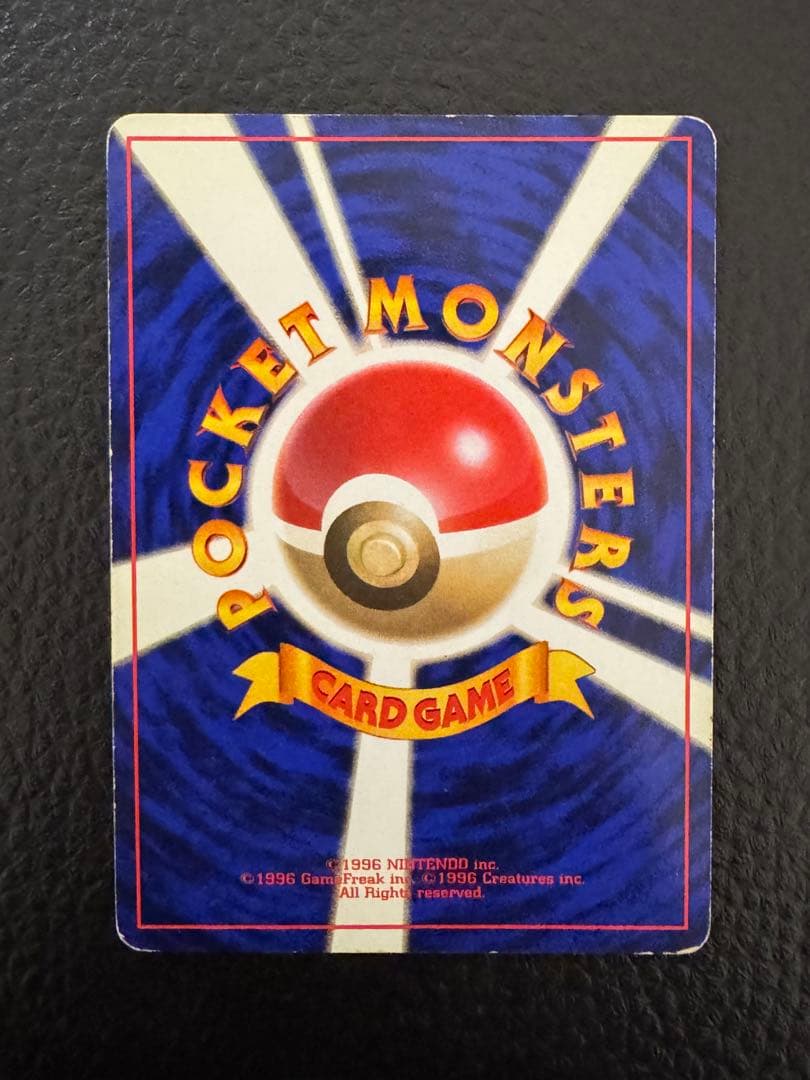 POCKET MONSTERS
CARD GAME
©1996 NINTENDO inc.
©1996 GameFreak inc. ©1996 Creatures inc.
All Rights reserved.